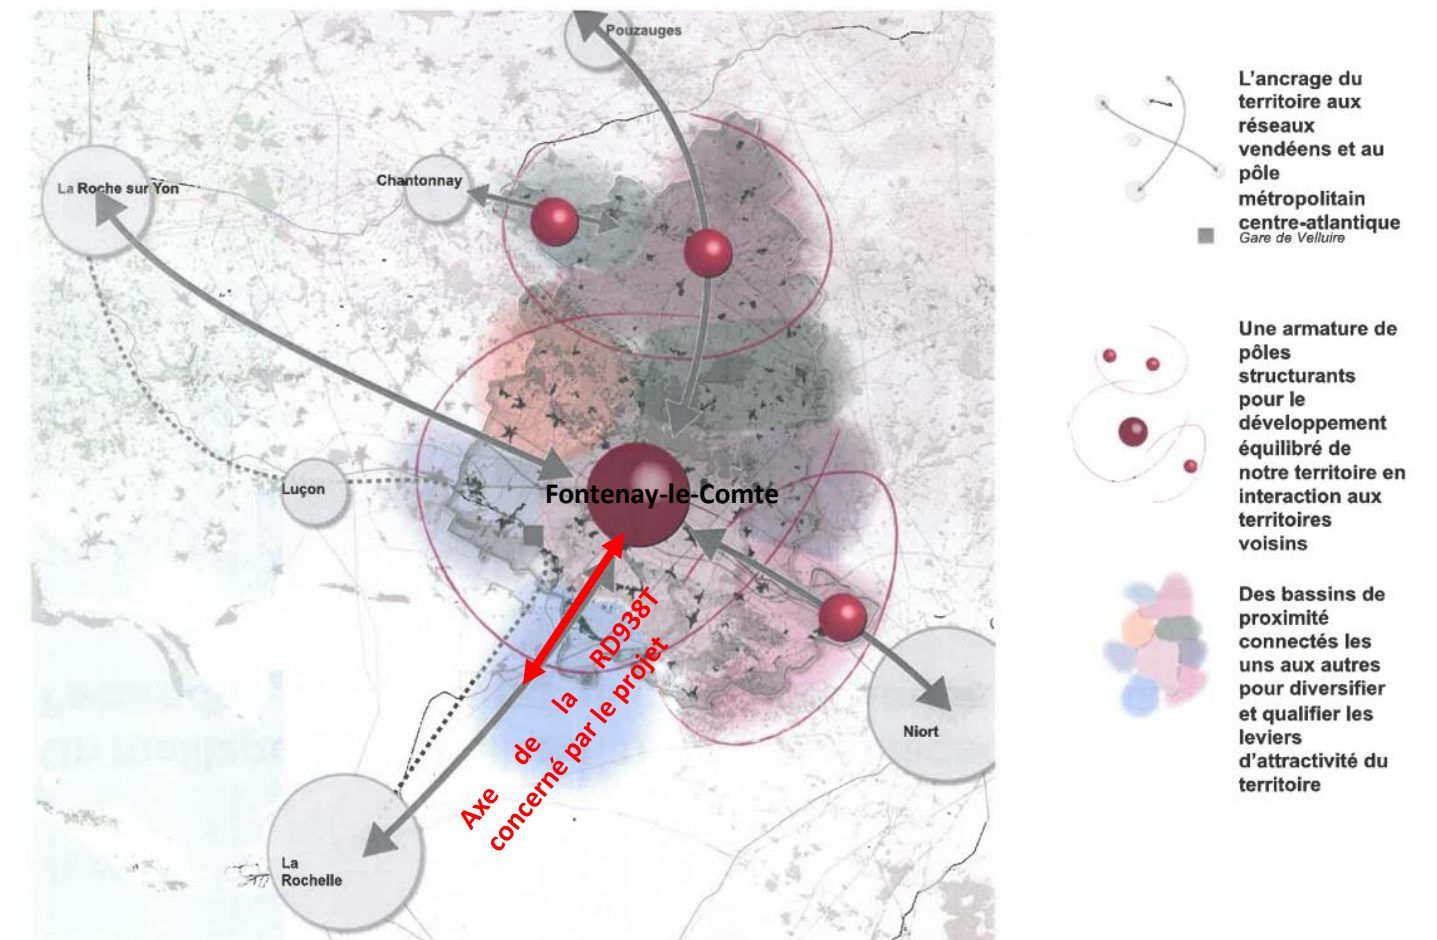 Pouzauges
Chantonnay
La Roche sur Yon
Luçon
Fontenay-le-Comte
Axe de la RD938T
concerné par le projet
Niort
La
Rochelle
L'ancrage du
territoire aux
réseaux
vendéens et au
pôle
métropolitain
centre-atlantique
Gare de Velluire
Une armature de
pôles
structurants
pour le
développement
équilibré de
notre territoire en
interaction aux
territoires
voisins
Des bassins de
proximité
connectés les
uns aux autres
pour diversifier
et qualifier les
leviers
d'attractivité du
territoire